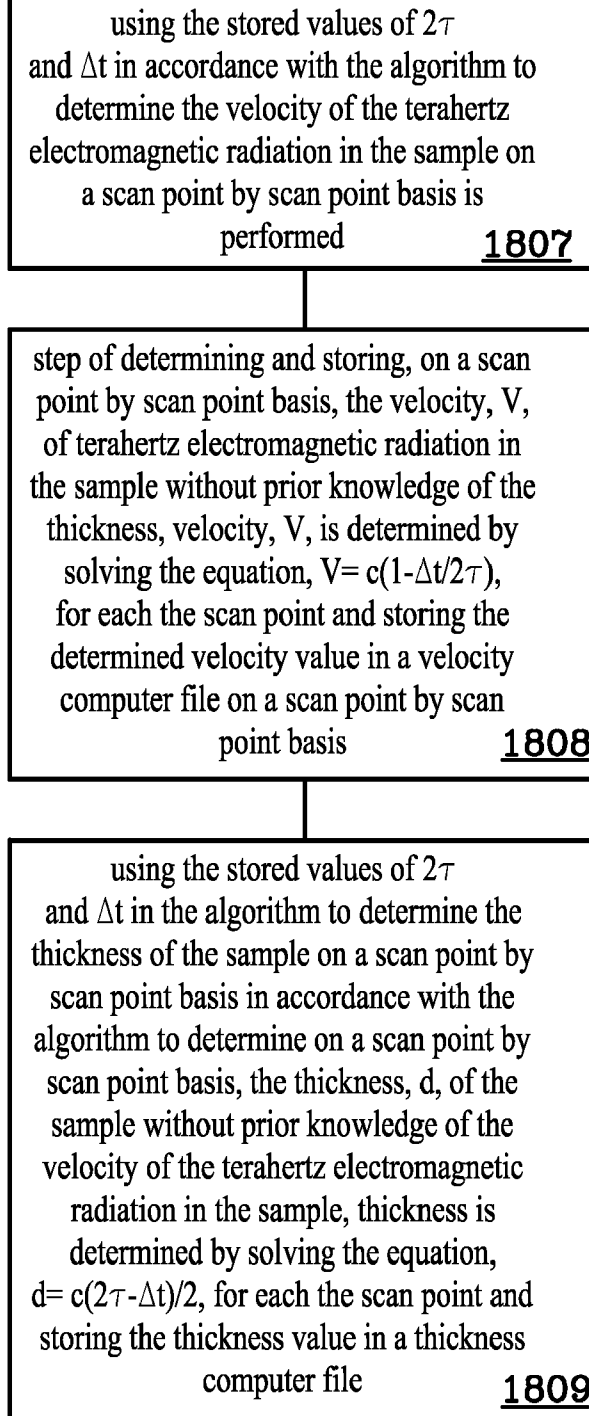 using the stored values of 2τ
and Δt in accordance with the algorithm to
determine the velocity of the terahertz
electromagnetic radiation in the sample on
a scan point by scan point basis is
performed 1807
step of determining and storing, on a scan
point by scan point basis, the velocity, V,
of terahertz electromagnetic radiation in
the sample without prior knowledge of the
thickness, velocity, V, is determined by
solving the equation, V= c(1-Δt/2τ),
for each the scan point and storing the
determined velocity value in a velocity
computer file on a scan point by scan
point basis 1808
using the stored values of 2τ
and Δt in the algorithm to determine the
thickness of the sample on a scan point by
scan point basis in accordance with the
algorithm to determine on a scan point by
scan point basis, the thickness, d, of the
sample without prior knowledge of the
velocity of the terahertz electromagnetic
radiation in the sample, thickness is
determined by solving the equation,
d= c(2τ-Δt)/2, for each the scan point and
storing the thickness value in a thickness
computer file 1809